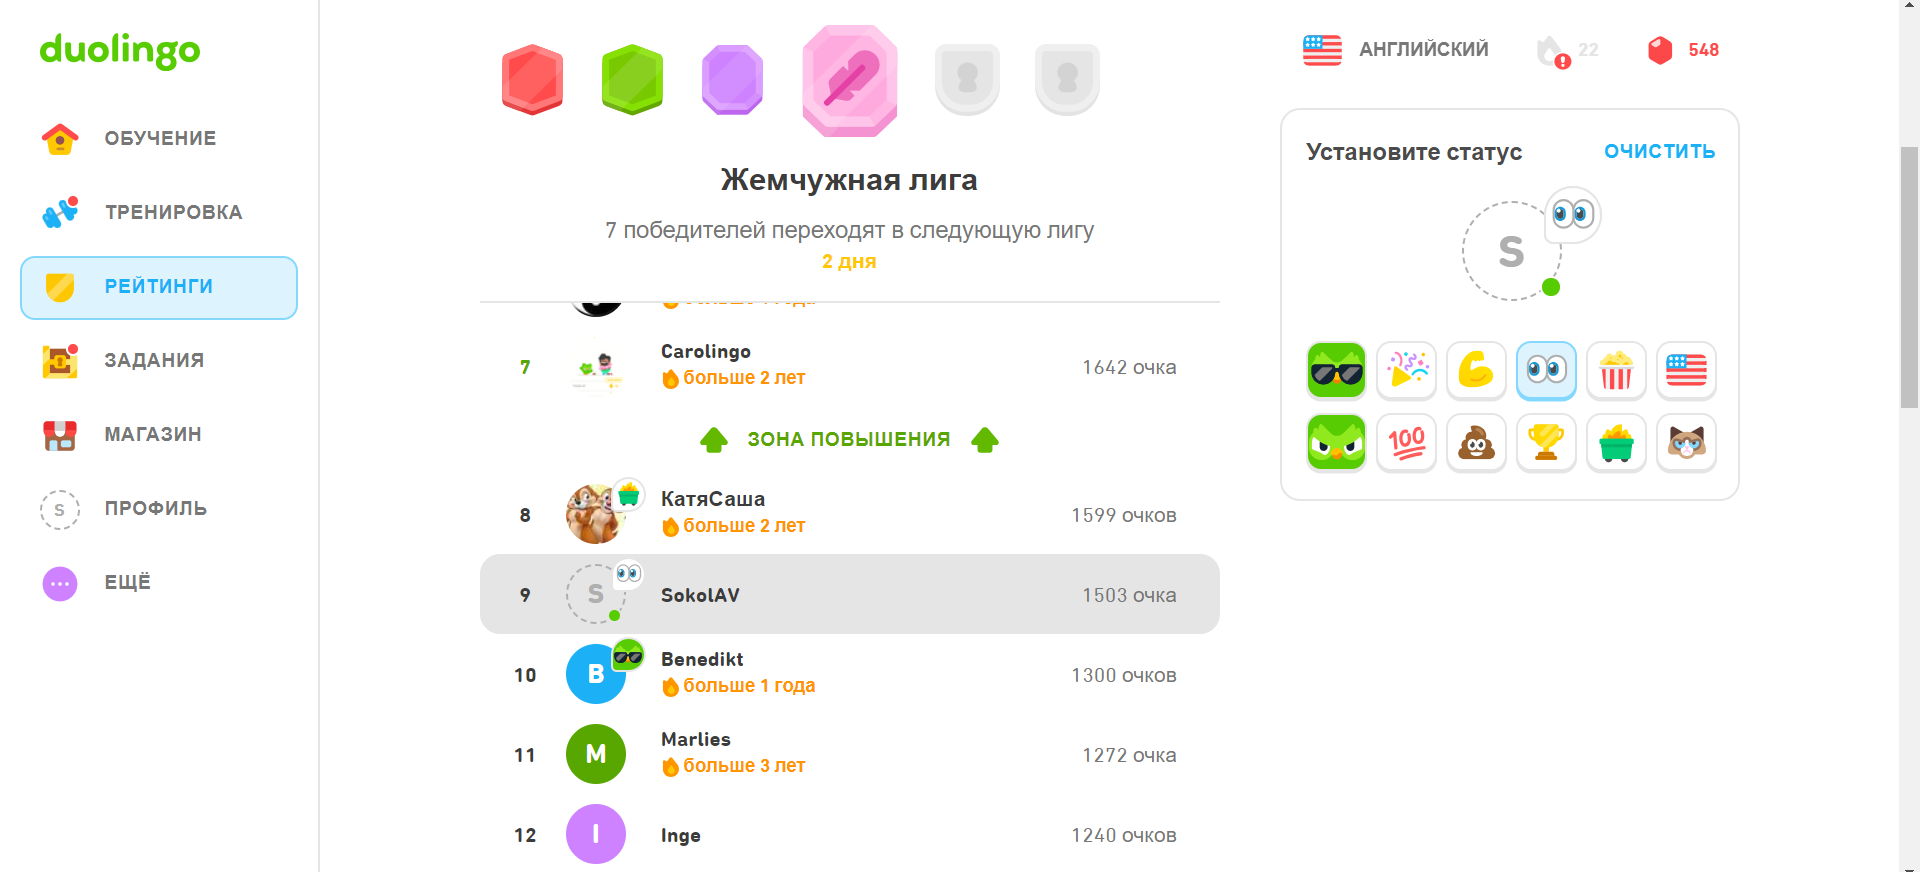 duolingo
ОБУЧЕНИЕ
ТРЕНИРОВКА
РЕЙТИНГИ
ЗАДАНИЯ
МАГАЗИН
S
ПРОФИЛЬ
ЕЩЁ
Жемчужная лига
7 победителей переходят в следующую лигу
2 дня
7
Carolingo
больше 2 лет
1642 очка
ЗОНА ПОВЫШЕНИЯ
8
КатяСаша
больше 2 лет
1599 очков
9
S
SokolAV
1503 очка
10
B
Benedikt
больше 1 года
1300 очков
11
M
Marlies
больше 3 лет
1272 очка
12
I
Inge
1240 очков
АНГЛИЙСКИЙ
22
548
Установите статус
ОЧИСТИТЬ
S
100